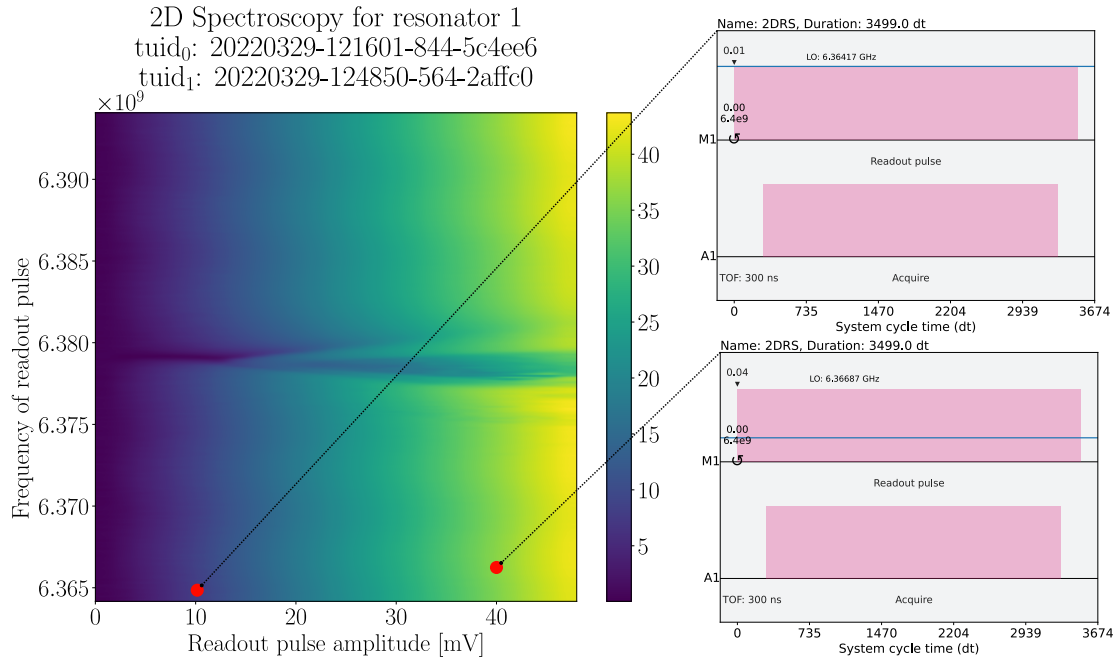 2D Spectroscopy for resonator 1
tuid₀: 20220329-121601-844-5c4ee6
tuid₁: 20220329-124850-564-2affc0
×10⁹
6.390
6.385
6.380
6.375
6.370
6.365
Frequency of readout pulse
0
10
20
30
40
Readout pulse amplitude [mV]
40
35
30
25
20
15
10
5
Name: 2DRS, Duration: 3499.0 dt
0.01
LO: 6.36417 GHz
0.00
6.4e9
M1
↺
Readout pulse
A1
TOF: 300 ns
Acquire
0
735
1470
2204
2939
3674
System cycle time (dt)
Name: 2DRS, Duration: 3499.0 dt
0.04
LO: 6.36687 GHz
0.00
6.4e9
M1
↺
Readout pulse
A1
TOF: 300 ns
Acquire
0
735
1470
2204
2939
3674
System cycle time (dt)